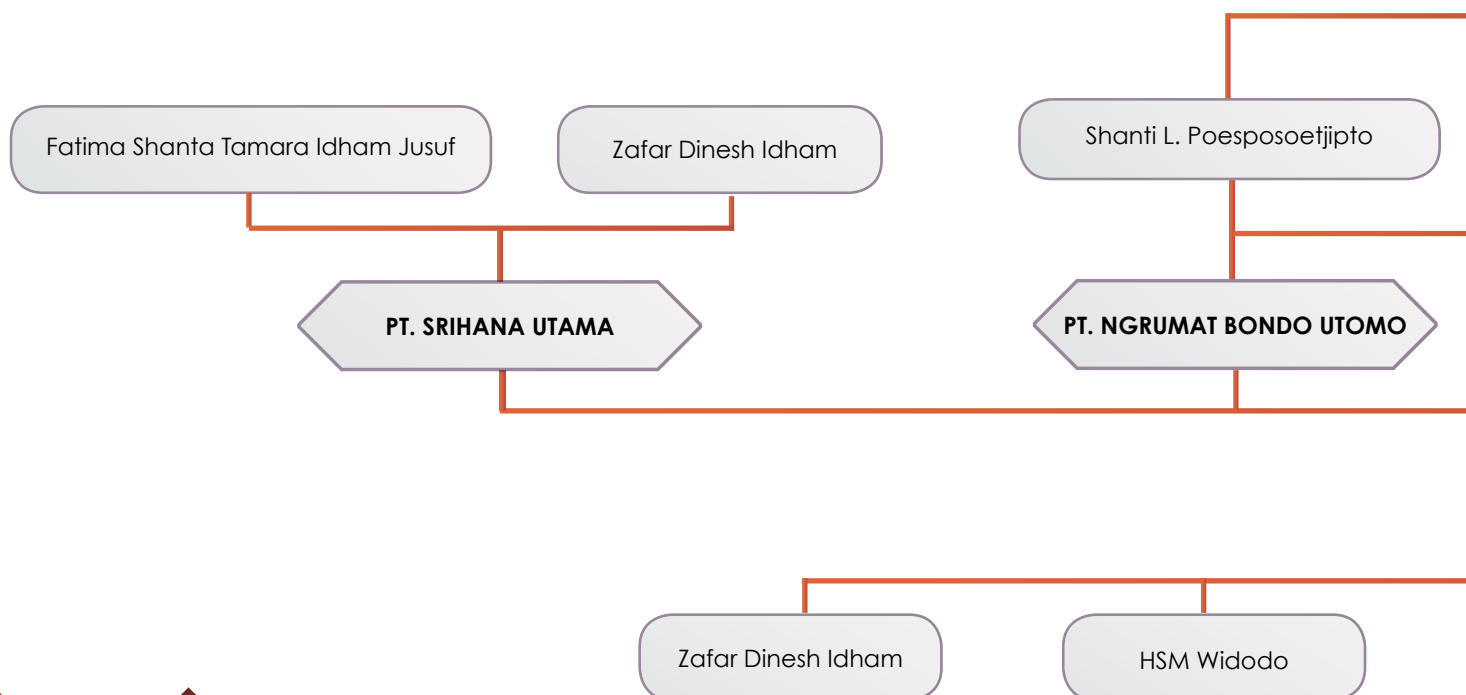 Fatima Shanta Tamara Idham Jusuf
Zafar Dinesh Idham
Shanti L. Poesposoetjipto
PT. SRIHANA UTAMA
PT. NGRUMAT BONDO UTOMO
Zafar Dinesh Idham
HSM Widodo